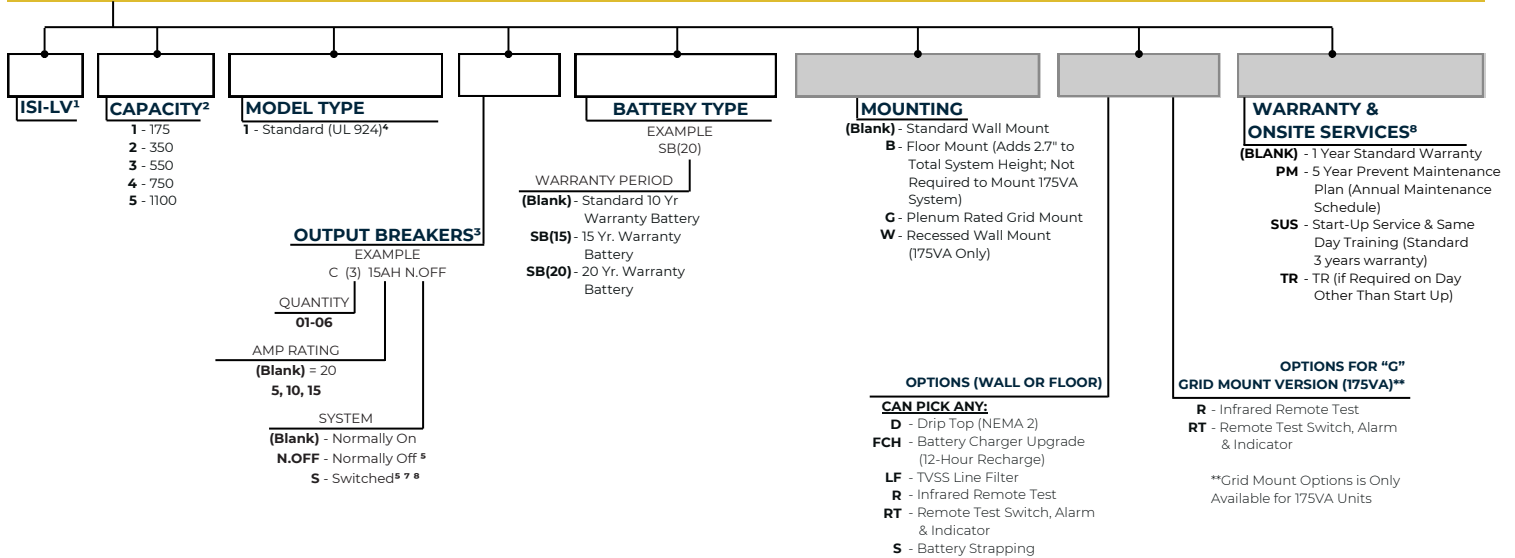 ISI-LV¹
CAPACITY²
1 - 175
2 - 350
3 - 550
4 - 750
5 - 1100
MODEL TYPE
1 - Standard (UL 924)⁴
OUTPUT BREAKERS³
EXAMPLE
C (3) 15AH N.OFF
QUANTITY
01-06
AMP RATING
(Blank) = 20
5, 10, 15
SYSTEM
(Blank) - Normally On
N.OFF - Normally Off ⁵
S - Switched⁵ ⁷ ⁸
BATTERY TYPE
EXAMPLE
SB(20)
WARRANTY PERIOD
(Blank) - Standard 10 Yr
Warranty Battery
SB(15) - 15 Yr. Warranty
Battery
SB(20) - 20 Yr. Warranty
Battery
MOUNTING
(Blank) - Standard Wall Mount
B - Floor Mount (Adds 2.7" to
Total System Height; Not
Required to Mount 175VA
System)
G - Plenum Rated Grid Mount
W - Recessed Wall Mount
(175VA Only)
OPTIONS (WALL OR FLOOR)
CAN PICK ANY:
D - Drip Top (NEMA 2)
FCH - Battery Charger Upgrade
(12-Hour Recharge)
LF - TVSS Line Filter
R - Infrared Remote Test
RT - Remote Test Switch, Alarm
& Indicator
S - Battery Strapping
OPTIONS FOR “G”
GRID MOUNT VERSION (175VA)**
R - Infrared Remote Test
RT - Remote Test Switch, Alarm
& Indicator
**Grid Mount Options is Only
Available for 175VA Units
WARRANTY &
ONSITE SERVICES⁸
(BLANK) - 1 Year Standard Warranty
PM - 5 Year Prevent Maintenance
Plan (Annual Maintenance
Schedule)
SUS - Start-Up Service & Same
Day Training (Standard
3 years warranty)
TR - TR (if Required on Day
Other Than Start Up)